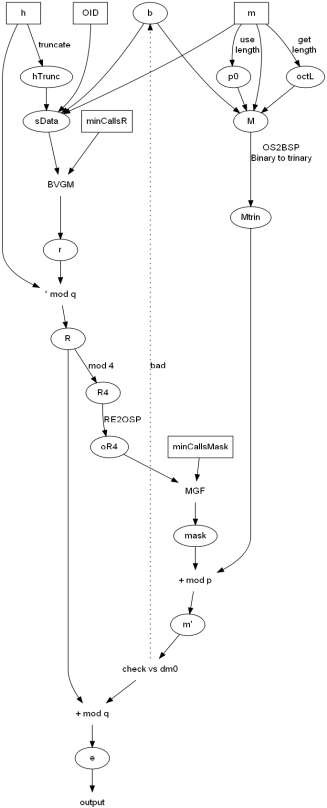 h
OID
b
m
truncate
use
length
get
length
hTrunc
p0
octL
sData
minCallsR
M
OS2BSP
Binary to trinary
BVGM
Mtrin
r
* mod q
R
mod 4
bad
R4
RE2OSP
oR4
minCallsMask
MGF
mask
+ mod p
m'
check vs dm0
+ mod q
e
output